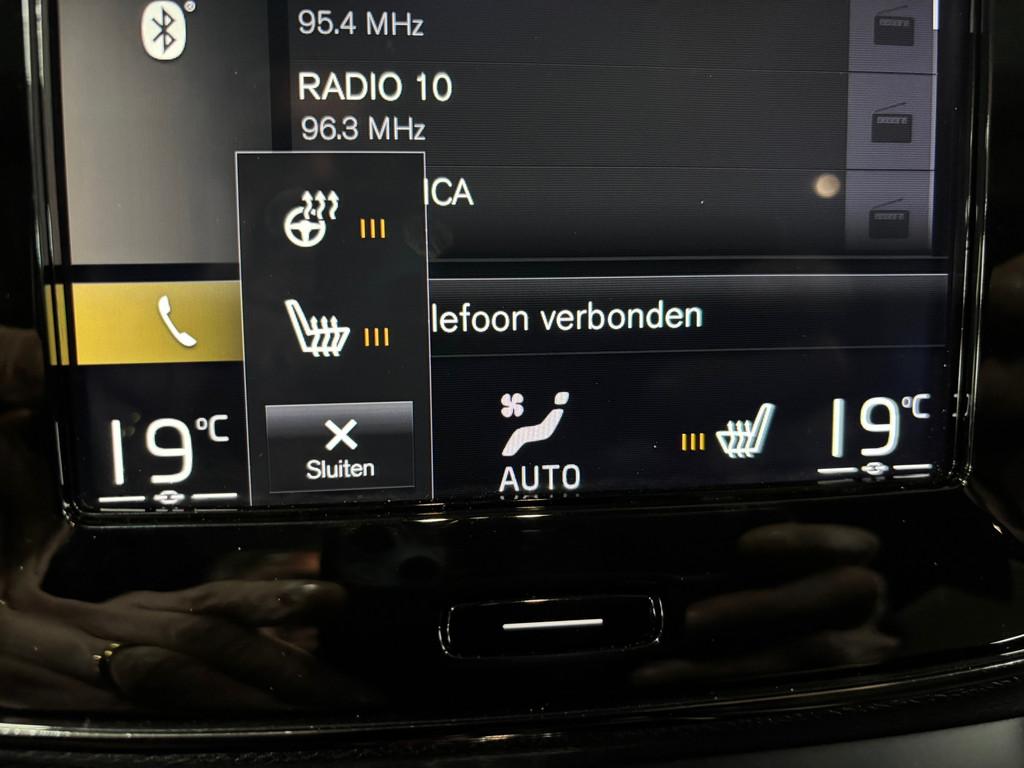 95.4 MHz
RADIO 10
96.3 MHz
ICA
lefoon verbonden
19°C
Sluiten
AUTO
19°C